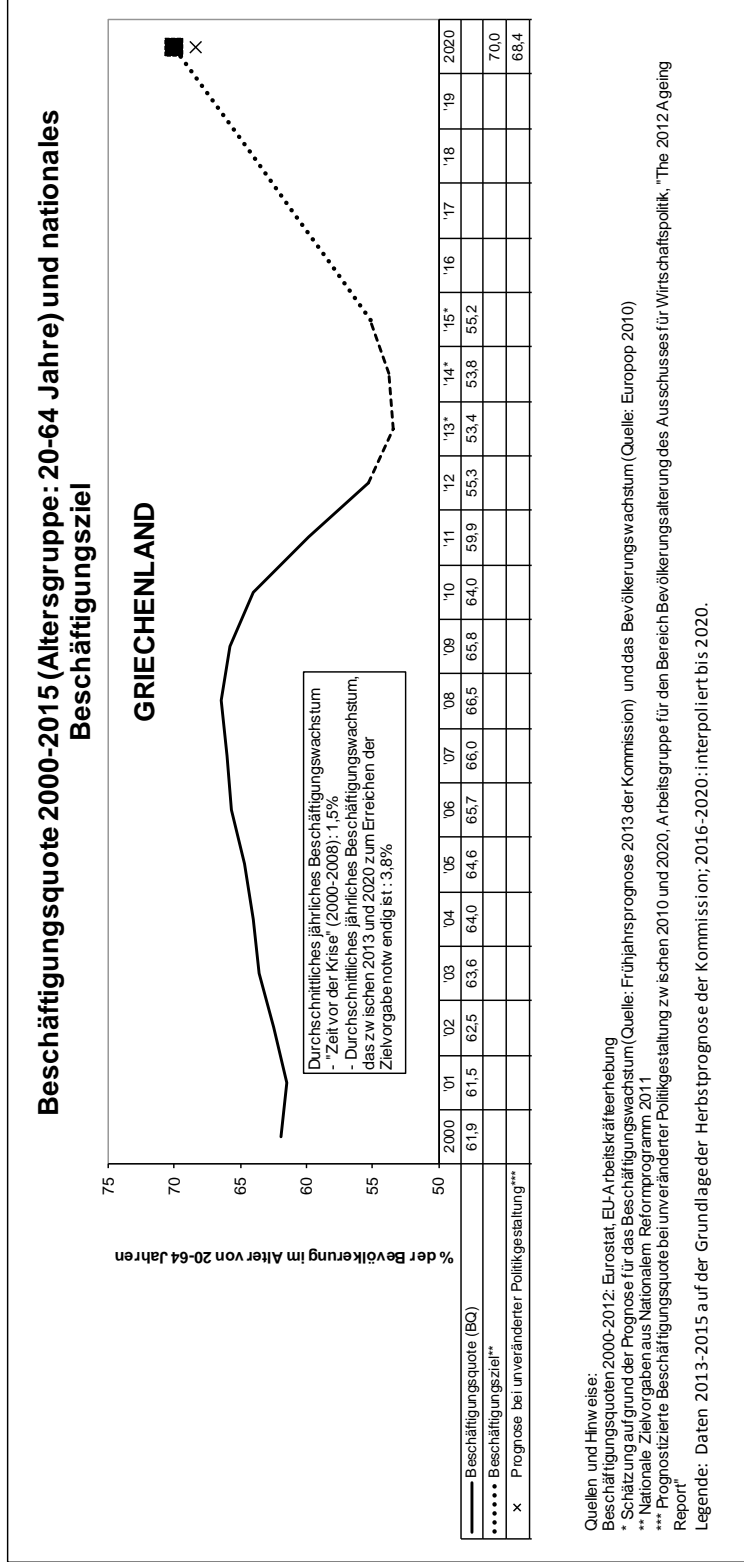 Beschäftigungsquote 2000-2015 (Altersgruppe: 20-64 Jahre) und nationales
Beschäftigungsziel
GRIECHENLAND
% der Bevölkerung im Alter von 20-64 Jahren
75
70
65
60
55
50
Durchschnittliches jährliches Beschäftigungswachstum
- "Zeit vor der Krise" (2000-2008): 1,5%
- Durchschnittliches jährliches Beschäftigungswachstum,
das zw ischen 2013 und 2020 zum Erreichen der
Zielvorgabe notw endig ist : 3,8%
2000 '01 '02 '03 '04 '05 '06 '07 '08 '09 '10 '11 '12 '13* '14* '15* '16 '17 '18 '19 2020
Beschäftigungsquote (BQ) 61,9 61,5 62,5 63,6 64,0 64,6 65,7 66,0 66,5 65,8 64,0 59,9 55,3 53,4 53,8 55,2
Beschäftigungsziel** 70,0
x Prognose bei unveränderter Politikgestaltung*** 68,4
Quellen und Hinw eise:
Beschäftigungsquoten 2000-2012: Eurostat, EU-Arbeitskräfteerhebung
* Schätzung aufgrund der Prognose für das Beschäftigungswachstum (Quelle: Frühjahrsprognose 2013 der Kommission) und das Bevölkerungswachstum (Quelle: Europop 2010)
** Nationale Zielvorgaben aus Nationalem Reformprogramm 2011
*** Prognostizierte Beschäftigungsquote bei unveränderter Politikgestaltung zw ischen 2010 und 2020, Arbeitsgruppe für den Bereich Bevölkerungsalterung des Ausschusses für Wirtschaftspolitik, "The 2012 Ageing
Report"
Legende: Daten 2013-2015 auf der Grundlage der Herbstprognose der Kommission; 2016-2020: interpoliert bis 2020.